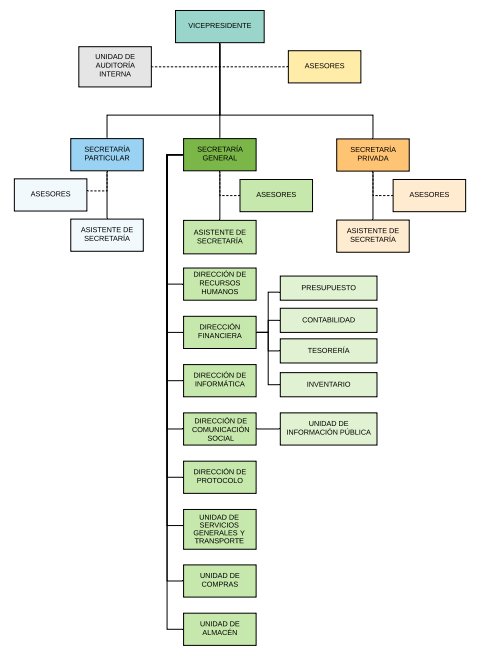 VICEPRESIDENTE
UNIDAD DE
AUDITORÍA
INTERNA
ASESORES
SECRETARÍA
PARTICULAR
SECRETARÍA
GENERAL
SECRETARÍA
PRIVADA
ASESORES
ASESORES
ASESORES
ASISTENTE DE
SECRETARÍA
ASISTENTE DE
SECRETARÍA
ASISTENTE DE
SECRETARÍA
DIRECCIÓN DE
RECURSOS
HUMANOS
DIRECCIÓN
FINANCIERA
PRESUPUESTO
CONTABILIDAD
TESORERÍA
INVENTARIO
DIRECCIÓN DE
INFORMÁTICA
DIRECCIÓN DE
COMUNICACIÓN
SOCIAL
UNIDAD DE
INFORMACIÓN PÚBLICA
DIRECCIÓN DE
PROTOCOLO
UNIDAD DE
SERVICIOS
GENERALES Y
TRANSPORTE
UNIDAD DE
COMPRAS
UNIDAD DE
ALMACÉN